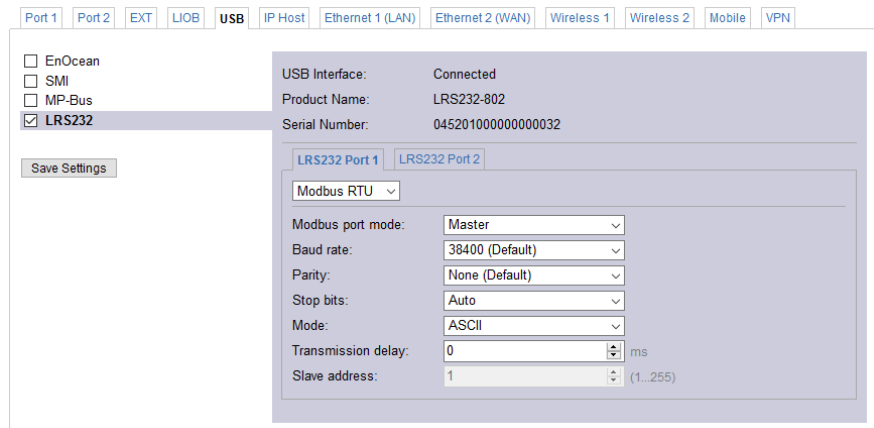 Port 1 Port 2 EXT LIOB USB IP Host Ethernet 1 (LAN) Ethernet 2 (WAN) Wireless 1 Wireless 2 Mobile VPN
EnOcean
SMI
MP-Bus
LRS232
Save Settings
USB Interface: Connected
Product Name: LRS232-802
Serial Number: 045201000000000032
LRS232 Port 1 LRS232 Port 2
Modbus RTU
Modbus port mode: Master
Baud rate: 38400 (Default)
Parity: None (Default)
Stop bits: Auto
Mode: ASCII
Transmission delay: 0 ms
Slave address: 1 (1...255)